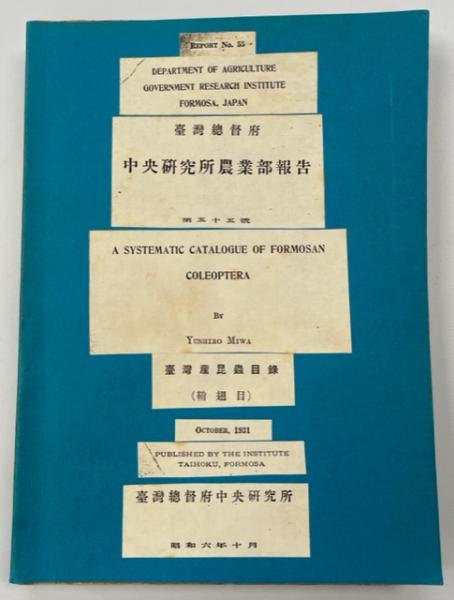 REPORT No. 55
DEPARTMENT OF AGRICULTURE
GOVERNMENT RESEARCH INSTITUTE
FORMOSA, JAPAN
臺灣總督府
中央硏究所農業部報告
第五十五號
A SYSTEMATIC CATALOGUE OF FORMOSAN
COLEOPTERA
BY
YUSHIRO MIWA
臺灣產昆蟲目錄
(鞘翅目)
OCTOBER, 1931
PUBLISHED BY THE INSTITUTE
TAIHOKU, FORMOSA
臺灣總督府中央硏究所
昭和六年十月